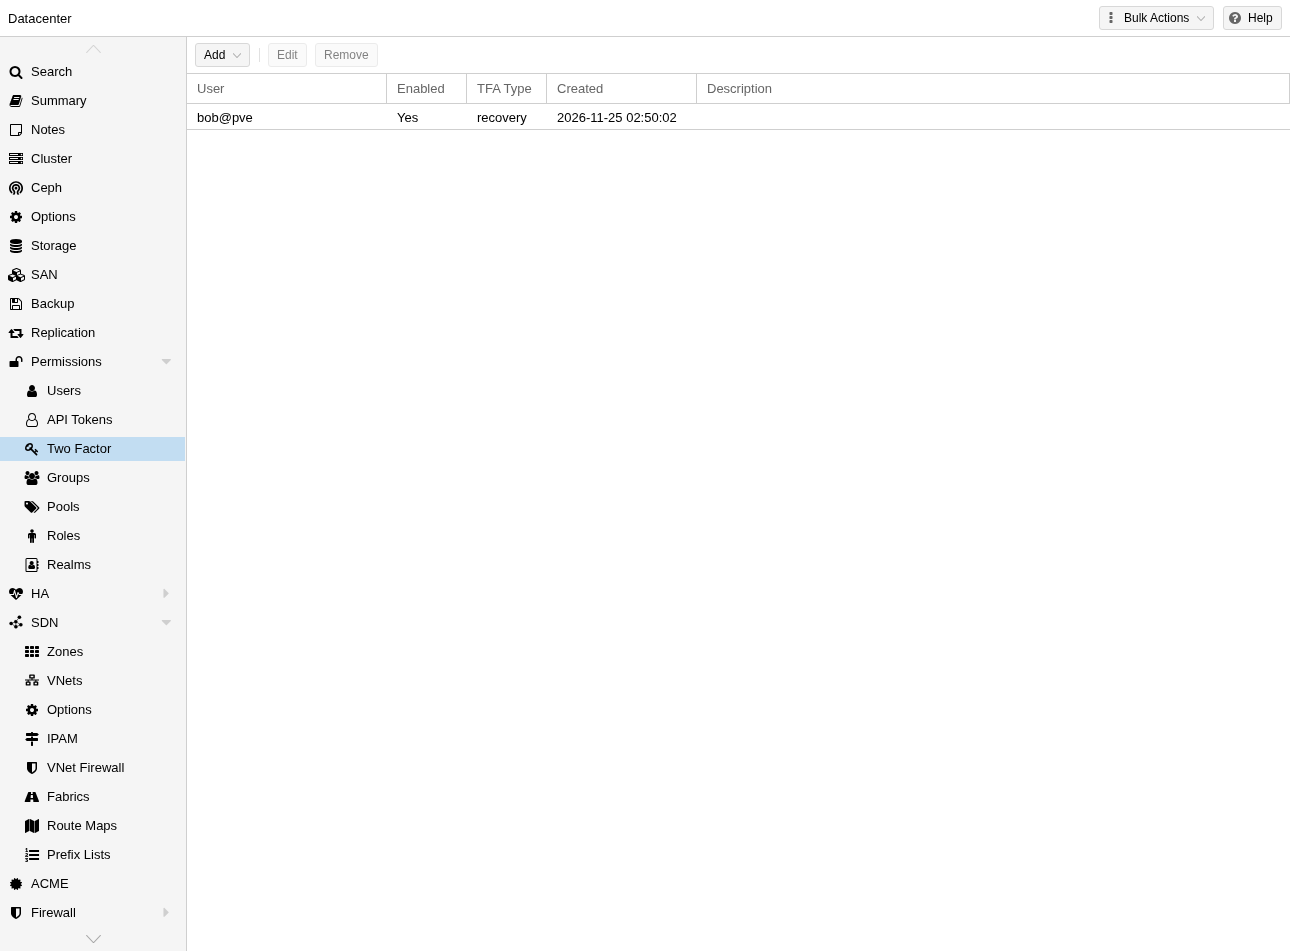 Datacenter
Bulk Actions
Help
Search
Summary
Notes
Cluster
Ceph
Options
Storage
SAN
Backup
Replication
Permissions
Users
API Tokens
Two Factor
Groups
Pools
Roles
Realms
HA
SDN
Zones
VNets
Options
IPAM
VNet Firewall
Fabrics
Route Maps
Prefix Lists
ACME
Firewall
Add Edit Remove
User Enabled TFA Type Created Description
bob@pve Yes recovery 2026-11-25 02:50:02